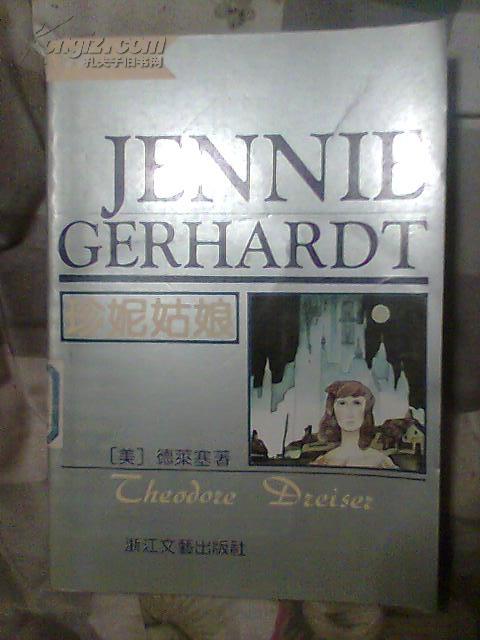 Kongfz.com
孔夫子旧书网
JENNIE
GERHARDT
珍妮姑娘
〔美〕德莱塞著
Theodore Dreiser
浙江文艺出版社